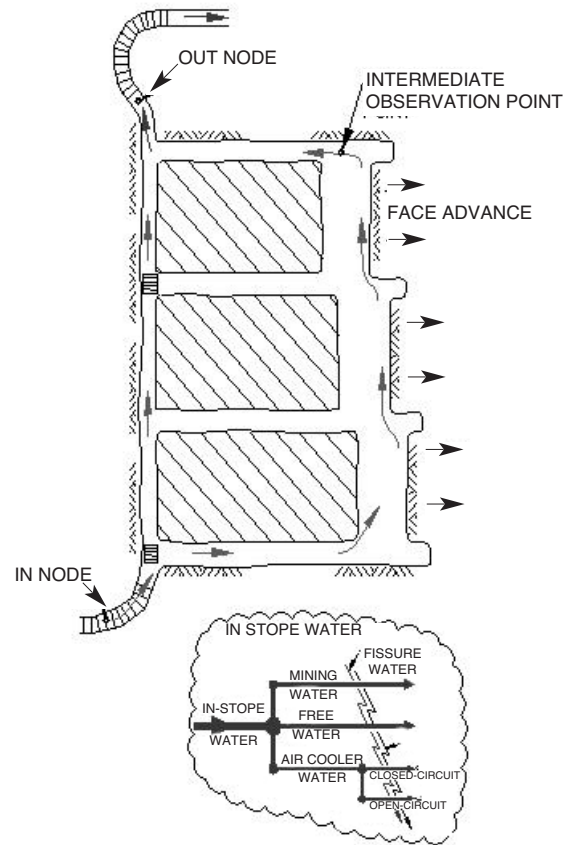 OUT NODE
INTERMEDIATE
OBSERVATION POINT
FACE ADVANCE
IN NODE
IN STOPE WATER
FISSURE
WATER
MINING
WATER
IN-STOPE
WATER
FREE
WATER
AIR COOLER
WATER
CLOSED-CIRCUIT
OPEN-CIRCUIT